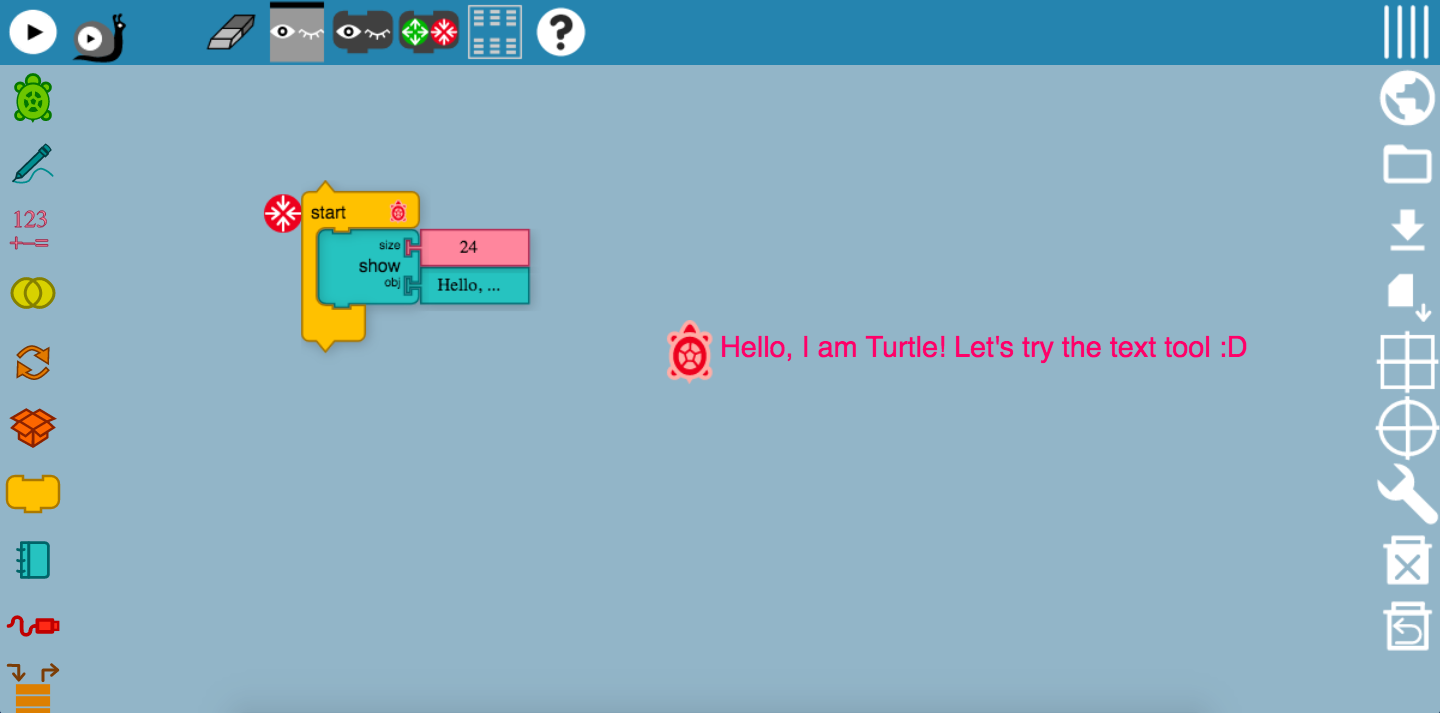 ?
123
+−=
start
size
24
show
obj
Hello, ...
Hello, I am Turtle! Let's try the text tool :D